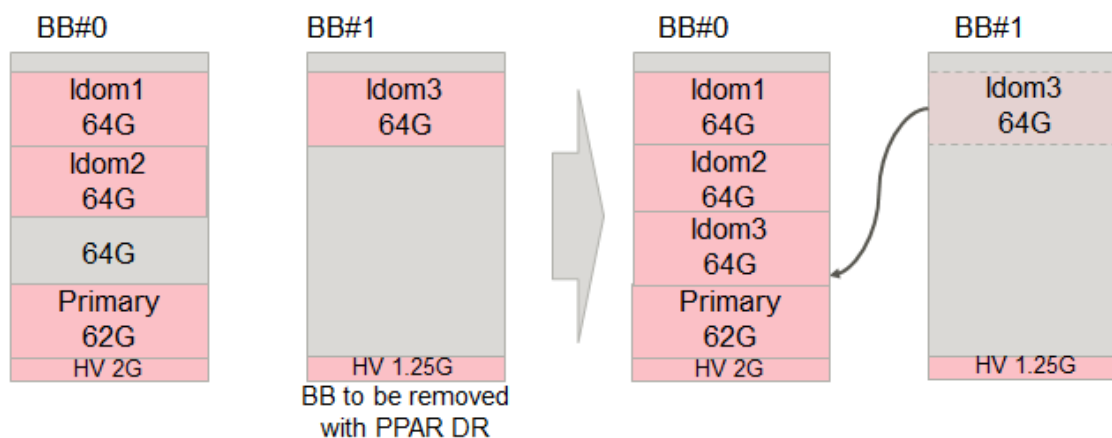 BB#0
BB#1
BB#0
BB#1
ldom1
64G
ldom2
64G
64G
Primary
62G
HV 2G
ldom3
64G
HV 1.25G
BB to be removed
with PPAR DR
ldom1
64G
ldom2
64G
ldom3
64G
Primary
62G
HV 2G
ldom3
64G
HV 1.25G